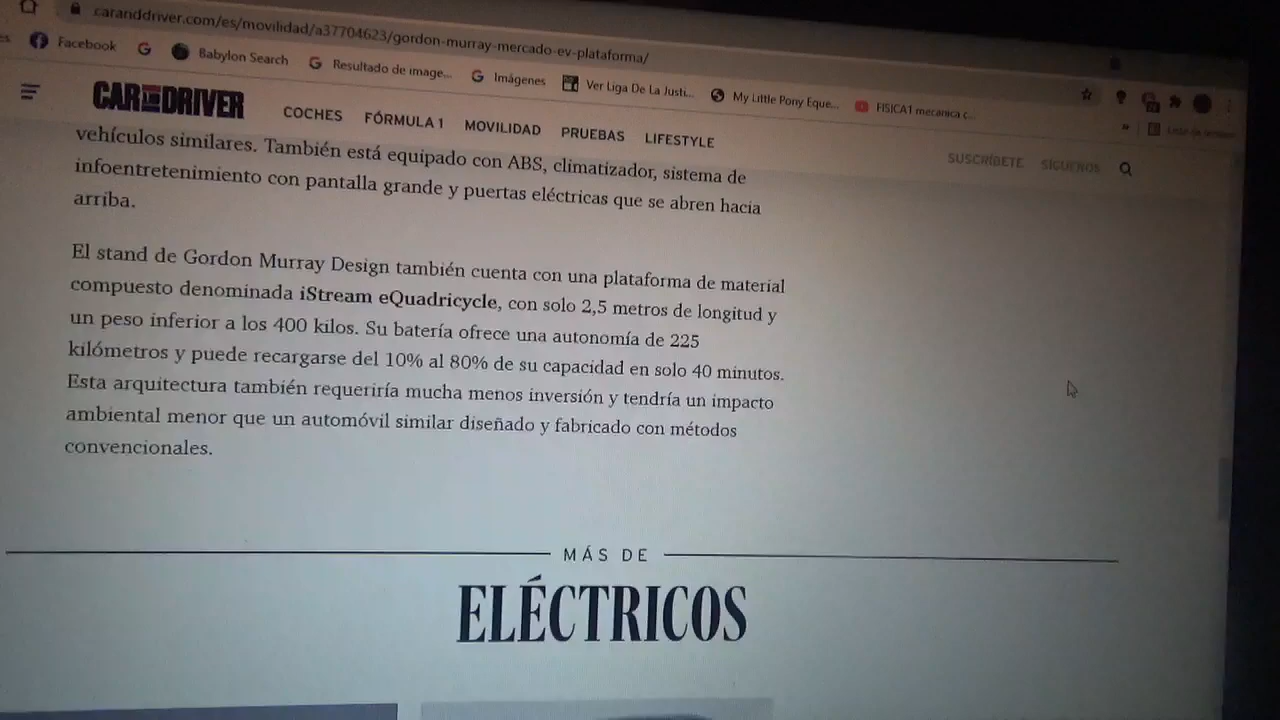 caranddriver.com/es/movilidad/a37704623/gordon-murray-mercado-ev-plataforma/
es Facebook Babylon Search Resultado de image... Imágenes Ver Liga De La Justi... My Little Pony Eque... FISICA1 mecanica c...
CAR AND DRIVER COCHES FÓRMULA 1 MOVILIDAD PRUEBAS LIFESTYLE SUSCRÍBETE SÍGUENOS
vehículos similares. También está equipado con ABS, climatizador, sistema de
infoentretenimiento con pantalla grande y puertas eléctricas que se abren hacia
arriba.
El stand de Gordon Murray Design también cuenta con una plataforma de material
compuesto denominada iStream eQuadricycle, con solo 2,5 metros de longitud y
un peso inferior a los 400 kilos. Su batería ofrece una autonomía de 225
kilómetros y puede recargarse del 10% al 80% de su capacidad en solo 40 minutos.
Esta arquitectura también requeriría mucha menos inversión y tendría un impacto
ambiental menor que un automóvil similar diseñado y fabricado con métodos
convencionales.
MÁS DE
ELÉCTRICOS